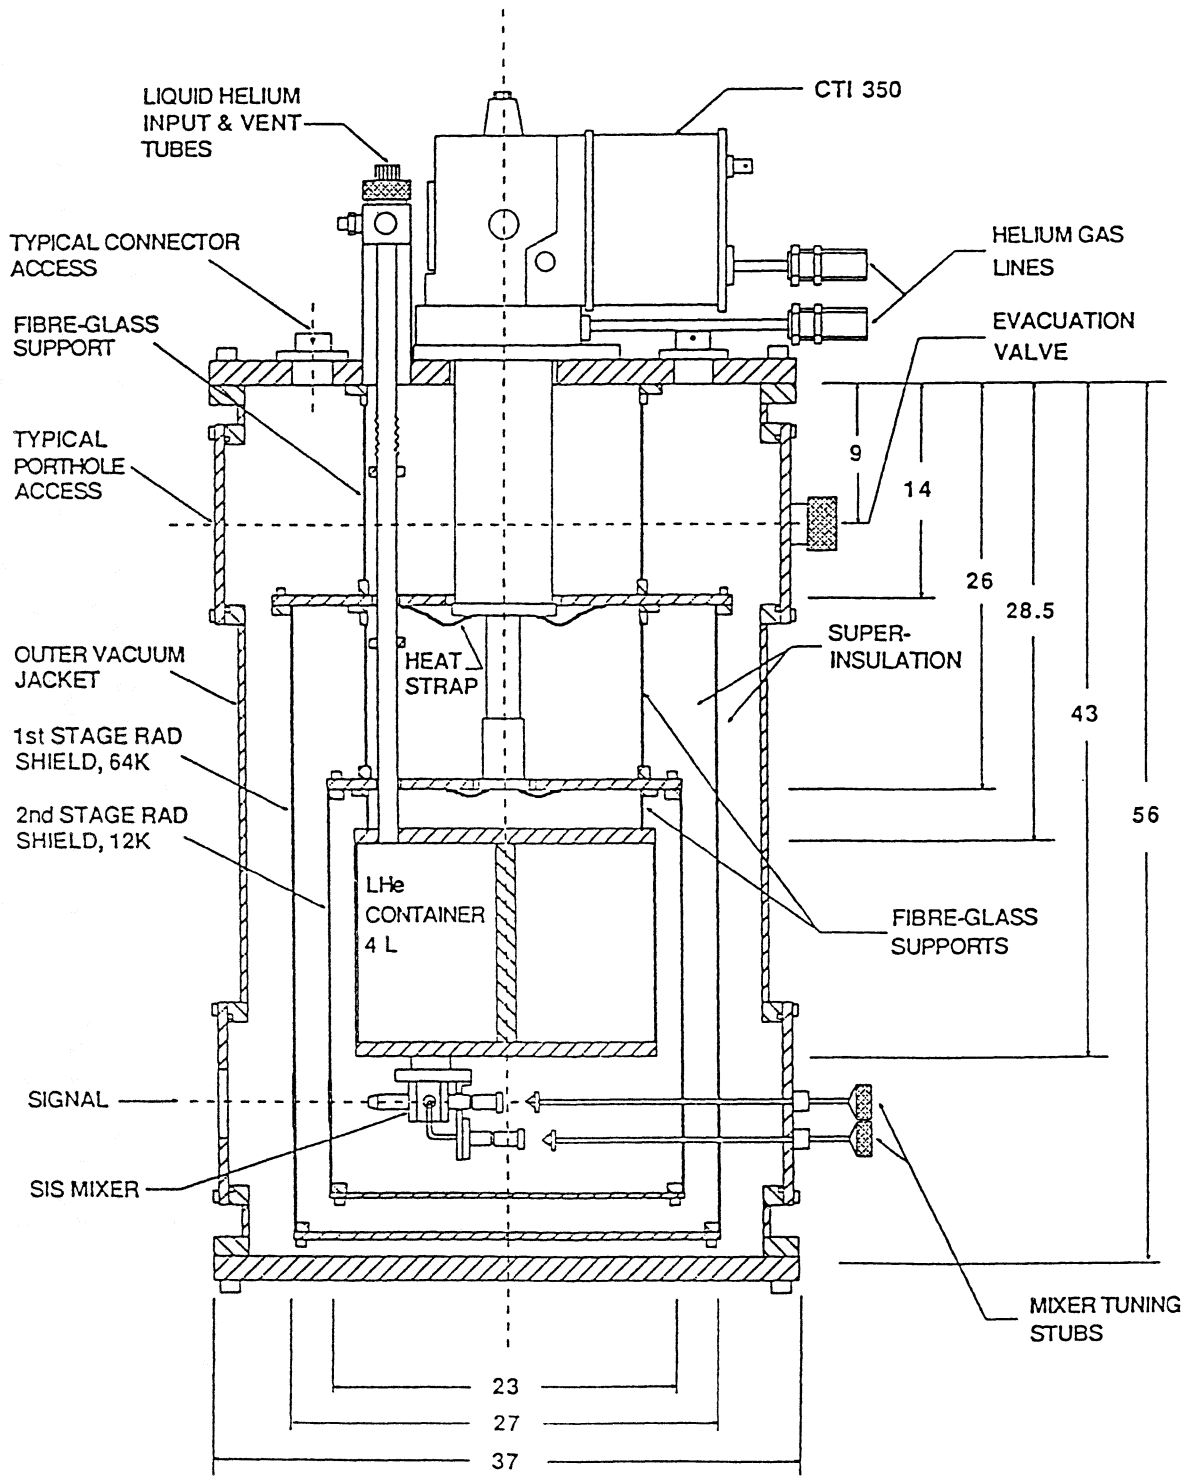 CTI 350
LIQUID HELIUM
INPUT & VENT
TUBES
TYPICAL CONNECTOR
ACCESS
HELIUM GAS
LINES
FIBRE-GLASS
SUPPORT
EVACUATION
VALVE
TYPICAL
PORTHOLE
ACCESS
9
14
26
28.5
OUTER VACUUM
JACKET
HEAT
STRAP
SUPER-
INSULATION
43
1st STAGE RAD
SHIELD, 64K
2nd STAGE RAD
SHIELD, 12K
56
LHe
CONTAINER
4 L
FIBRE-GLASS
SUPPORTS
SIGNAL
SIS MIXER
MIXER TUNING
STUBS
23
27
37